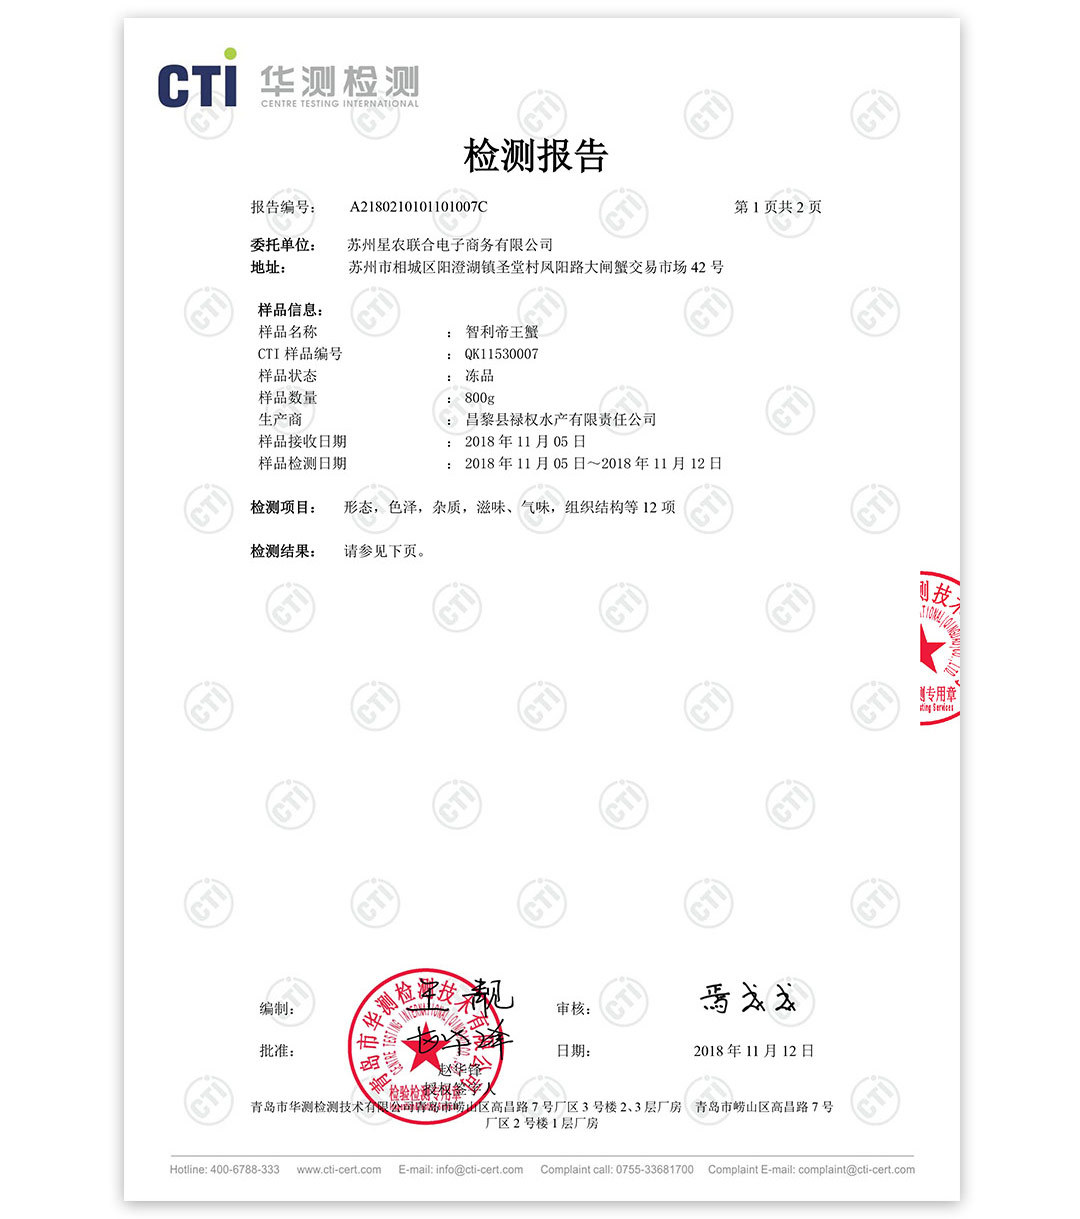 CTI 华测检测
CENTRE TESTING INTERNATIONAL
检测报告
报告编号: A2180210101101007C 第 1 页共 2 页
委托单位: 苏州星农联合电子商务有限公司
地址: 苏州市相城区阳澄湖镇圣堂村凤阳路大闸蟹交易市场 42 号
样品信息:
样品名称 : 智利帝王蟹
CTI 样品编号 : QK11530007
样品状态 : 冻品
样品数量 : 800g
生产商 : 昌黎县禄权水产有限责任公司
样品接收日期 : 2018 年 11 月 05 日
样品检测日期 : 2018 年 11 月 05 日～2018 年 11 月 12 日
检测项目: 形态，色泽，杂质，滋味、气味，组织结构等 12 项
检测结果: 请参见下页。
测技术
测专用章
sting Services
编制: 王靓 审核: 焉戈戈
批准: 日期: 2018 年 11 月 12 日
赵华锋
授权签字人
青岛市华测检测技术有限公司
检验检测专用章
青岛市华测检测技术有限公司青岛市崂山区高昌路 7 号厂区 3 号楼 2、3 层厂房 青岛市崂山区高昌路 7 号
厂区 2 号楼 1 层厂房
Hotline: 400-6788-333 www.cti-cert.com E-mail: info@cti-cert.com Complaint call: 0755-33681700 Complaint E-mail: complaint@cti-cert.com